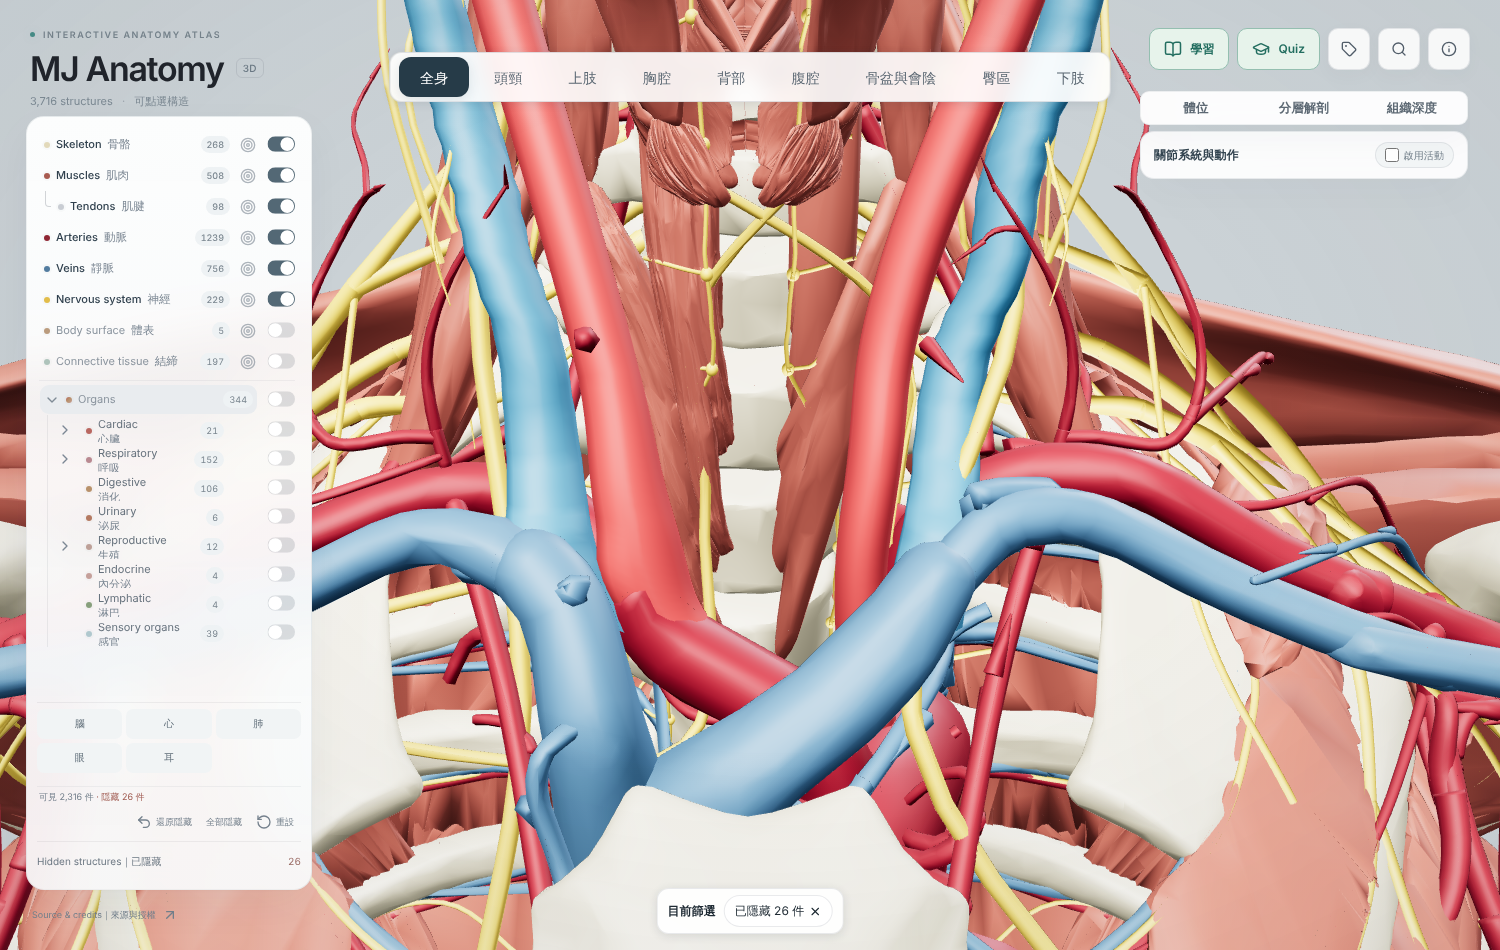 INTERACTIVE ANATOMY ATLAS
MJ Anatomy 3D
3,716 structures · 可點選構造
Skeleton 骨骼 268
Muscles 肌肉 508
Tendons 肌腱 98
Arteries 動脈 1239
Veins 靜脈 756
Nervous system 神經 229
Body surface 體表 5
Connective tissue 結締 197
Organs 344
Cardiac 21
心臟
Respiratory 152
呼吸
Digestive 106
消化
Urinary 6
泌尿
Reproductive 12
生殖
Endocrine 4
內分泌
Lymphatic 4
淋巴
Sensory organs 39
感官
腦 心 肺
眼 耳
可見 2,316 件 · 隱藏 26 件
還原隱藏 全部隱藏 重設
Hidden structures | 已隱藏 26
Source & credits | 來源與授權
全身 頭頸 上肢 胸腔 背部 腹腔 骨盆與會陰 臀區 下肢
學習 Quiz
體位 分層解剖 組織深度
關節系統與動作 啟用活動
目前篩選 已隱藏 26 件 ×